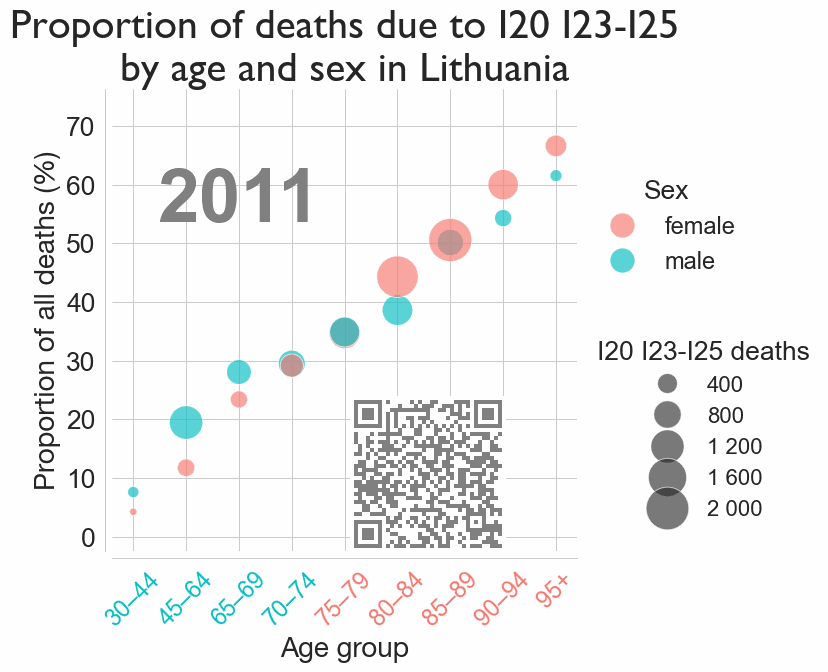 Proportion of deaths due to I20 I23-I25
by age and sex in Lithuania
Proportion of all deaths (%)
70
60
50
40
30
20
10
0
2011
30–44
45–64
65–69
70–74
75–79
80–84
85–89
90–94
95+
Age group
Sex
female
male
I20 I23-I25 deaths
400
800
1 200
1 600
2 000